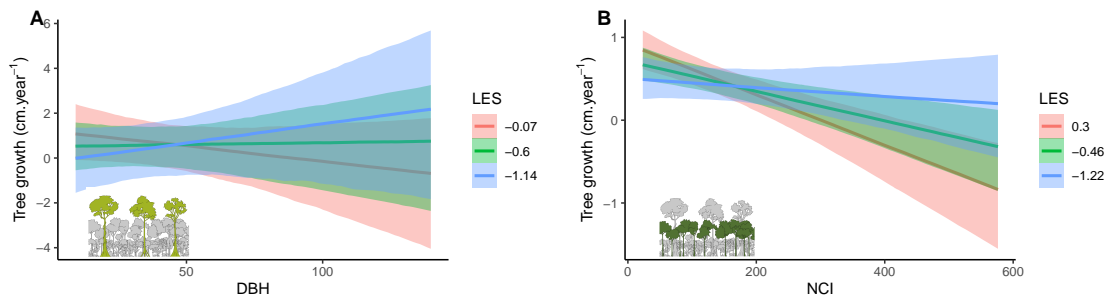 A
Tree growth (cm.year⁻¹)
6
4
2
0
−2
−4
50
100
DBH
LES
−0.07
−0.6
−1.14
B
Tree growth (cm.year⁻¹)
1
0
−1
0
200
400
600
NCI
LES
0.3
−0.46
−1.22